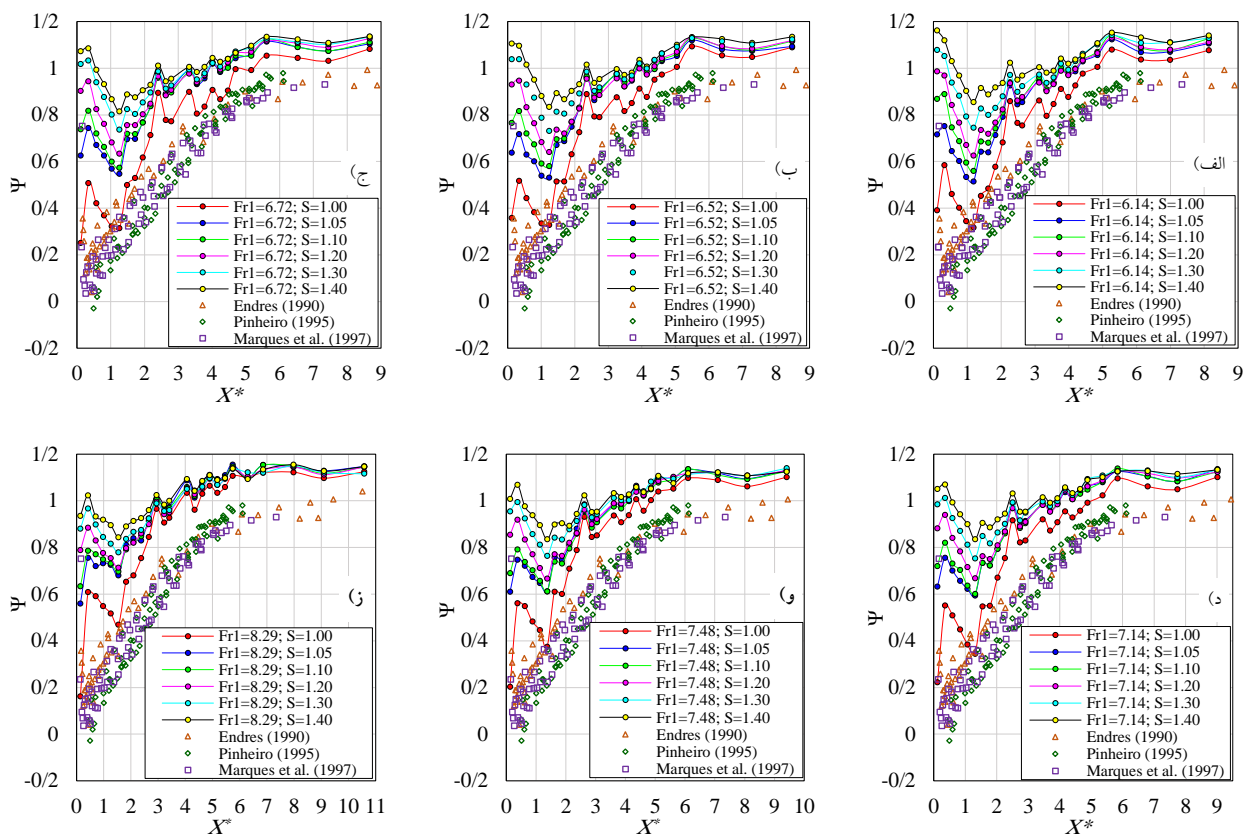 1/2
1
0/8
0/6
0/4
0/2
0
-0/2
Ψ
ج)
Fr1=6.72; S=1.00
Fr1=6.72; S=1.05
Fr1=6.72; S=1.10
Fr1=6.72; S=1.20
Fr1=6.72; S=1.30
Fr1=6.72; S=1.40
Endres (1990)
Pinheiro (1995)
Marques et al. (1997)
0 1 2 3 4 5 6 7 8 9
X*
1/2
1
0/8
0/6
0/4
0/2
0
-0/2
Ψ
ب)
Fr1=6.52; S=1.00
Fr1=6.52; S=1.05
Fr1=6.52; S=1.10
Fr1=6.52; S=1.20
Fr1=6.52; S=1.30
Fr1=6.52; S=1.40
Endres (1990)
Pinheiro (1995)
Marques et al. (1997)
0 1 2 3 4 5 6 7 8 9
X*
1/2
1
0/8
0/6
0/4
0/2
0
-0/2
Ψ
الف)
Fr1=6.14; S=1.00
Fr1=6.14; S=1.05
Fr1=6.14; S=1.10
Fr1=6.14; S=1.20
Fr1=6.14; S=1.30
Fr1=6.14; S=1.40
Endres (1990)
Pinheiro (1995)
Marques et al. (1997)
0 1 2 3 4 5 6 7 8 9
X*
1/2
1
0/8
0/6
0/4
0/2
0
-0/2
Ψ
ز)
Fr1=8.29; S=1.00
Fr1=8.29; S=1.05
Fr1=8.29; S=1.10
Fr1=8.29; S=1.20
Fr1=8.29; S=1.30
Fr1=8.29; S=1.40
Endres (1990)
Pinheiro (1995)
Marques et al. (1997)
0 1 2 3 4 5 6 7 8 9 10 11
X*
1/2
1
0/8
0/6
0/4
0/2
0
-0/2
Ψ
و)
Fr1=7.48; S=1.00
Fr1=7.48; S=1.05
Fr1=7.48; S=1.10
Fr1=7.48; S=1.20
Fr1=7.48; S=1.30
Fr1=7.48; S=1.40
Endres (1990)
Pinheiro (1995)
Marques et al. (1997)
0 1 2 3 4 5 6 7 8 9 10
X*
1/2
1
0/8
0/6
0/4
0/2
0
-0/2
Ψ
د)
Fr1=7.14; S=1.00
Fr1=7.14; S=1.05
Fr1=7.14; S=1.10
Fr1=7.14; S=1.20
Fr1=7.14; S=1.30
Fr1=7.14; S=1.40
Endres (1990)
Pinheiro (1995)
Marques et al. (1997)
0 1 2 3 4 5 6 7 8 9
X*